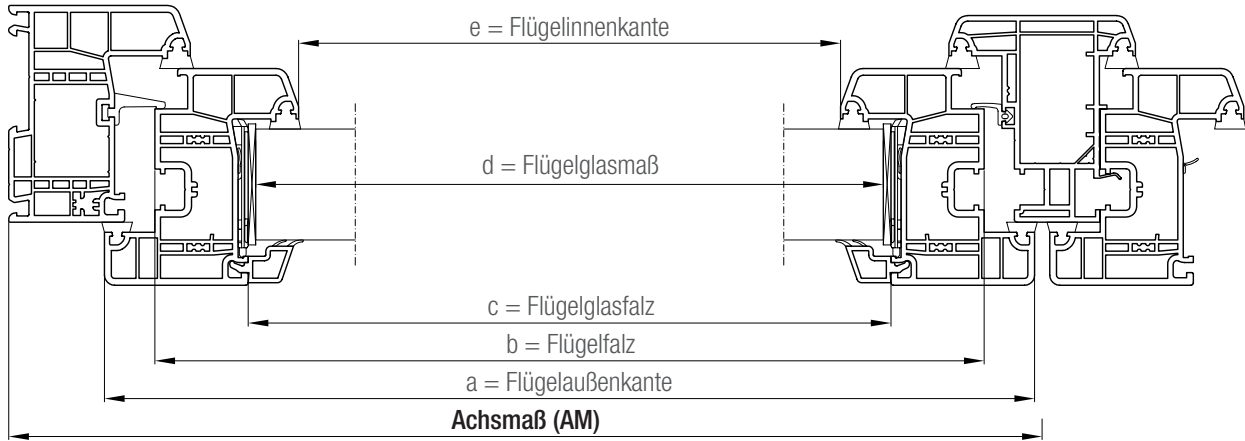 e = Flügelinnenkante
d = Flügelglasmaß
c = Flügelglasfalz
b = Flügelfalz
a = Flügelaußenkante
Achsmaß (AM)